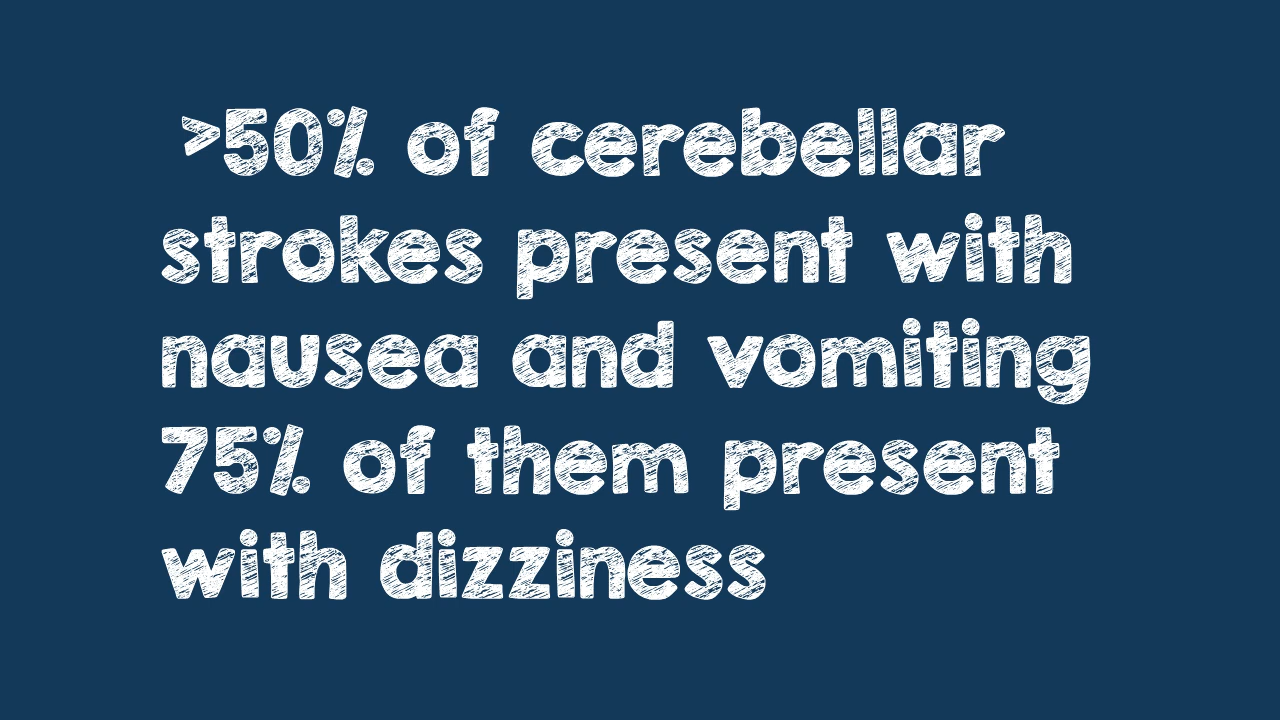 >50% of cerebellar
strokes present with
nausea and vomiting
75% of them present
with dizziness